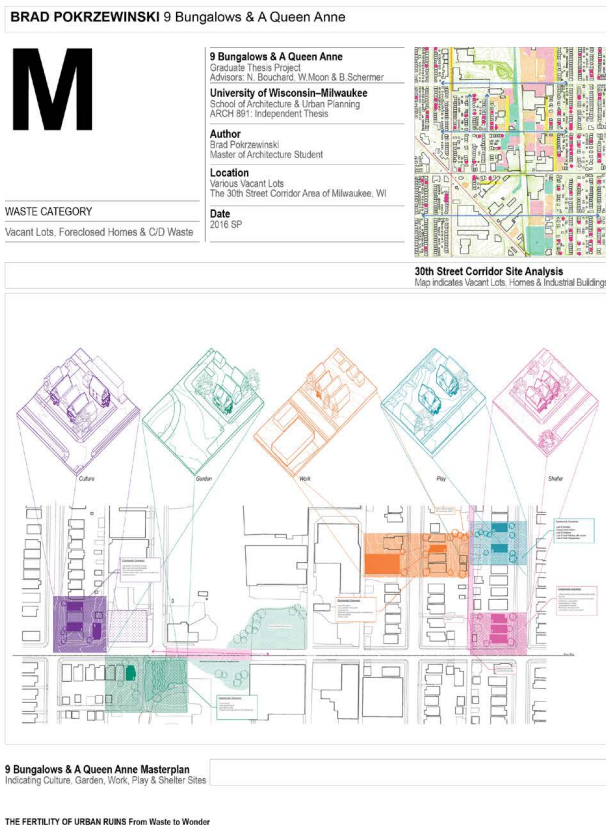 BRAD POKRZEWINSKI 9 Bungalows & A Queen Anne
M
WASTE CATEGORY
Vacant Lots, Foreclosed Homes & C/D Waste
9 Bungalows & A Queen Anne
Graduate Thesis Project
Advisors: N. Bouchard, W.Moon & B.Schermer
University of Wisconsin–Milwaukee
School of Architecture & Urban Planning
ARCH 891: Independent Thesis
Author
Brad Pokrzewinski
Master of Architecture Student
Location
Various Vacant Lots
The 30th Street Corridor Area of Milwaukee, WI
Date
2016 SP
30th Street Corridor Site Analysis
Map indicates Vacant Lots, Homes & Industrial Buildings
Culture
Garden
Work
Play
Shelter
9 Bungalows & A Queen Anne Masterplan
Indicating Culture, Garden, Work, Play & Shelter Sites
THE FERTILITY OF URBAN RUINS From Waste to Wonder